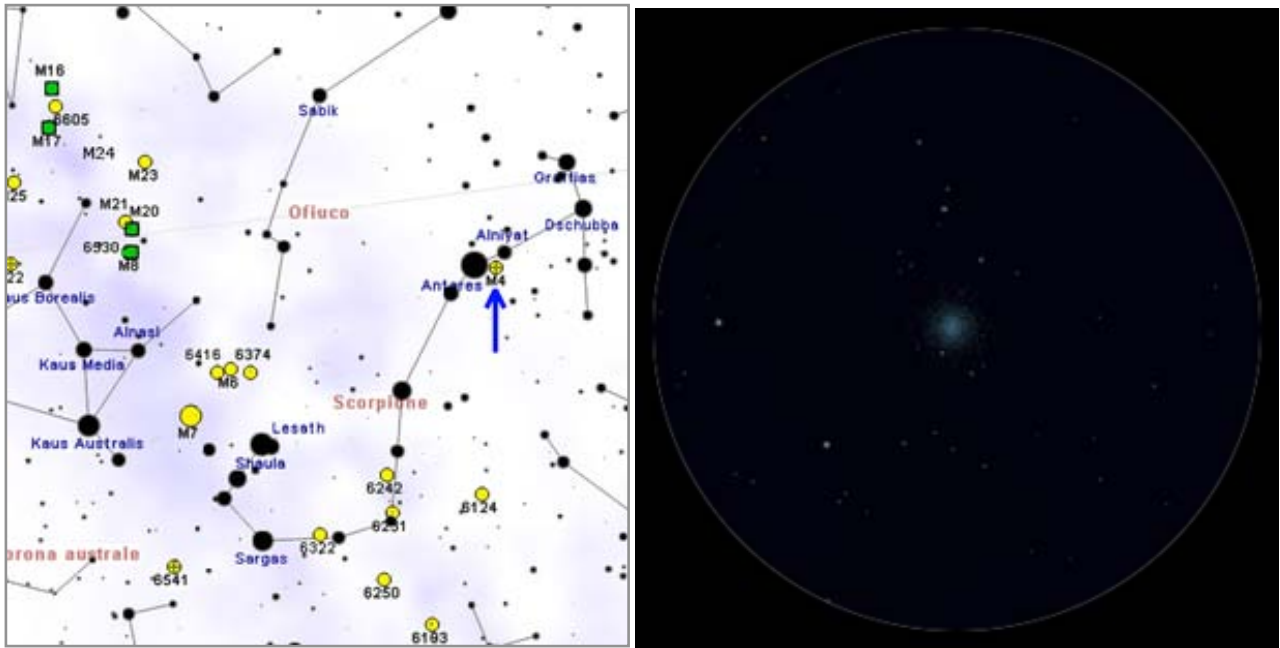 M16
6605
M17
M24
M23
25
M21 M20
6530
M8
22
aus Borealis
Alnasl
Kaus Media
Kaus Australis
Sabik
Ofiuco
Graffias
Dschubba
Alniyat
Antares
M4
6416
6374
M6
M7
Scorpione
Lesath
Shaula
Sargas
6242
6231
6124
6322
6250
6193
6541
orona australe